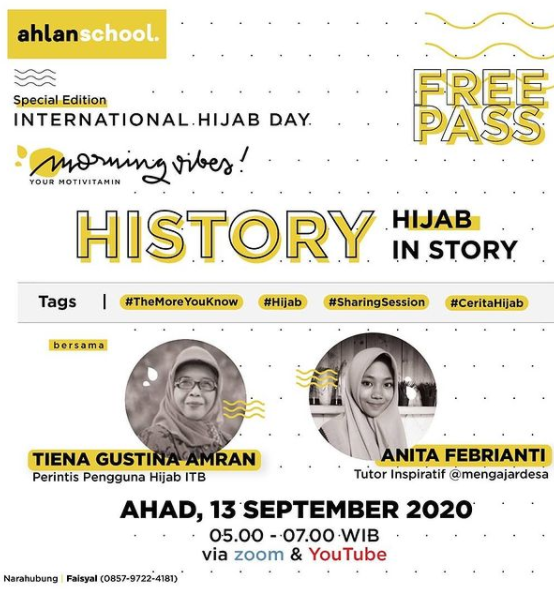 ahlanschool.
FREE
PASS
Special Edition
INTERNATIONAL HIJAB DAY
morning vibes!
YOUR MOTIVITAMIN
HISTORY
HIJAB
IN STORY
Tags | #TheMoreYouKnow #Hijab #SharingSession #CeritaHijab
bersama
TIENA GUSTINA AMRAN
Perintis Pengguna Hijab ITB
ANITA FEBRIANTI
Tutor Inspiratif @mengajardesa
AHAD, 13 SEPTEMBER 2020
05.00 - 07.00 WIB
via zoom & YouTube
Narahubung | Faisyal (0857-9722-4181)